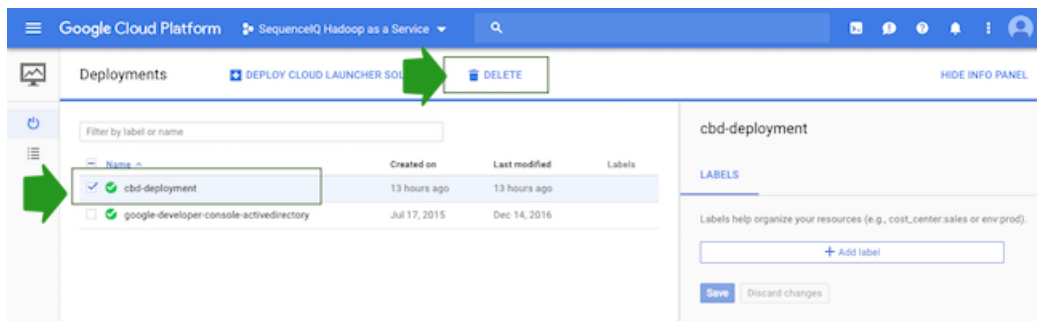 Google Cloud Platform SequenceIQ Hadoop as a Service
Deployments DEPLOY CLOUD LAUNCHER DELETE HIDE INFO PANEL
Filter by label or name
Name Created on Last modified Labels
cbd-deployment 13 hours ago 13 hours ago
google-developer-console-activedirectory Jul 17, 2015 Dec 14, 2016
cbd-deployment
LABELS
Labels help organize your resources (e.g., cost_center:sales or env:prod).
+ Add label
Save Discard changes